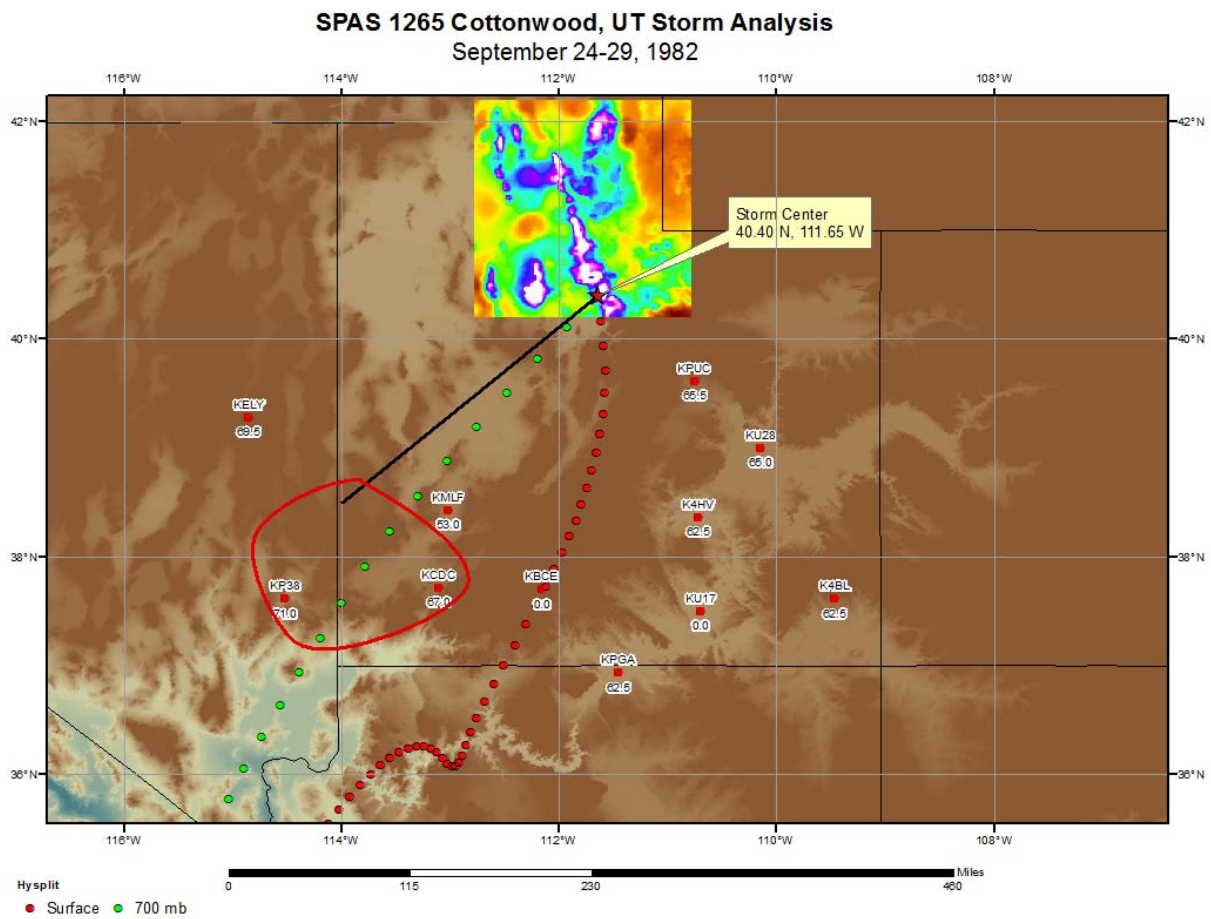 SPAS 1265 Cottonwood, UT Storm Analysis
September 24-29, 1982
116°W 114°W 112°W 110°W 108°W
42°N 42°N
Storm Center
40.40 N, 111.65 W
40°N 40°N
KPUC
65.5
KELY
69.5
KU28
65.0
KMLF
53.0
K4HV
62.5
38°N 38°N
KP38
71.0
KCDC
67.0
KBCE
0.0
KU17
0.0
K4BL
62.5
KPGA
62.5
36°N 36°N
116°W 114°W 112°W 110°W 108°W
Miles
0 115 230 460
Hysplit
Surface 700 mb